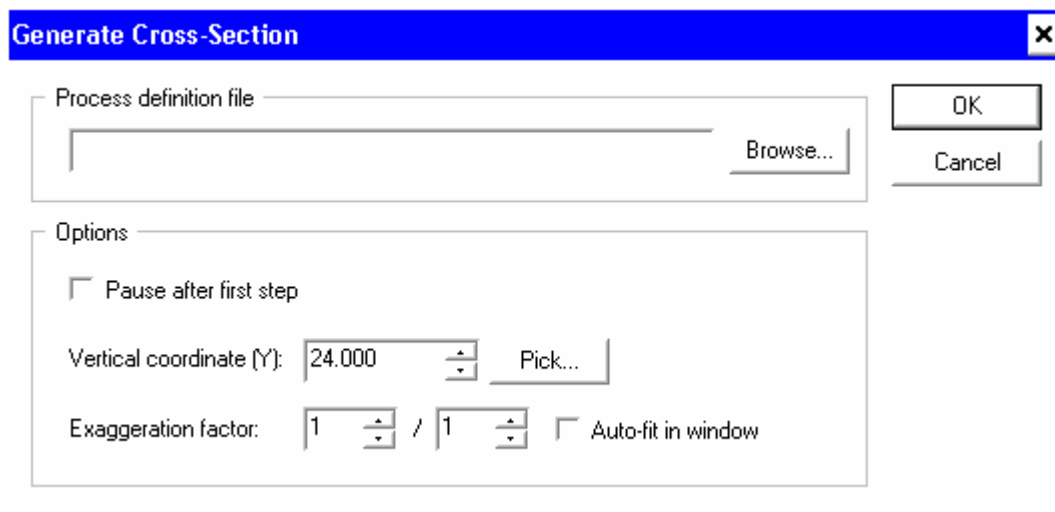 Generate Cross-Section
Process definition file
OK
Browse...
Cancel
Options
Pause after first step
Vertical coordinate (Y): 24.000 Pick...
Exaggeration factor: 1 / 1 Auto-fit in window